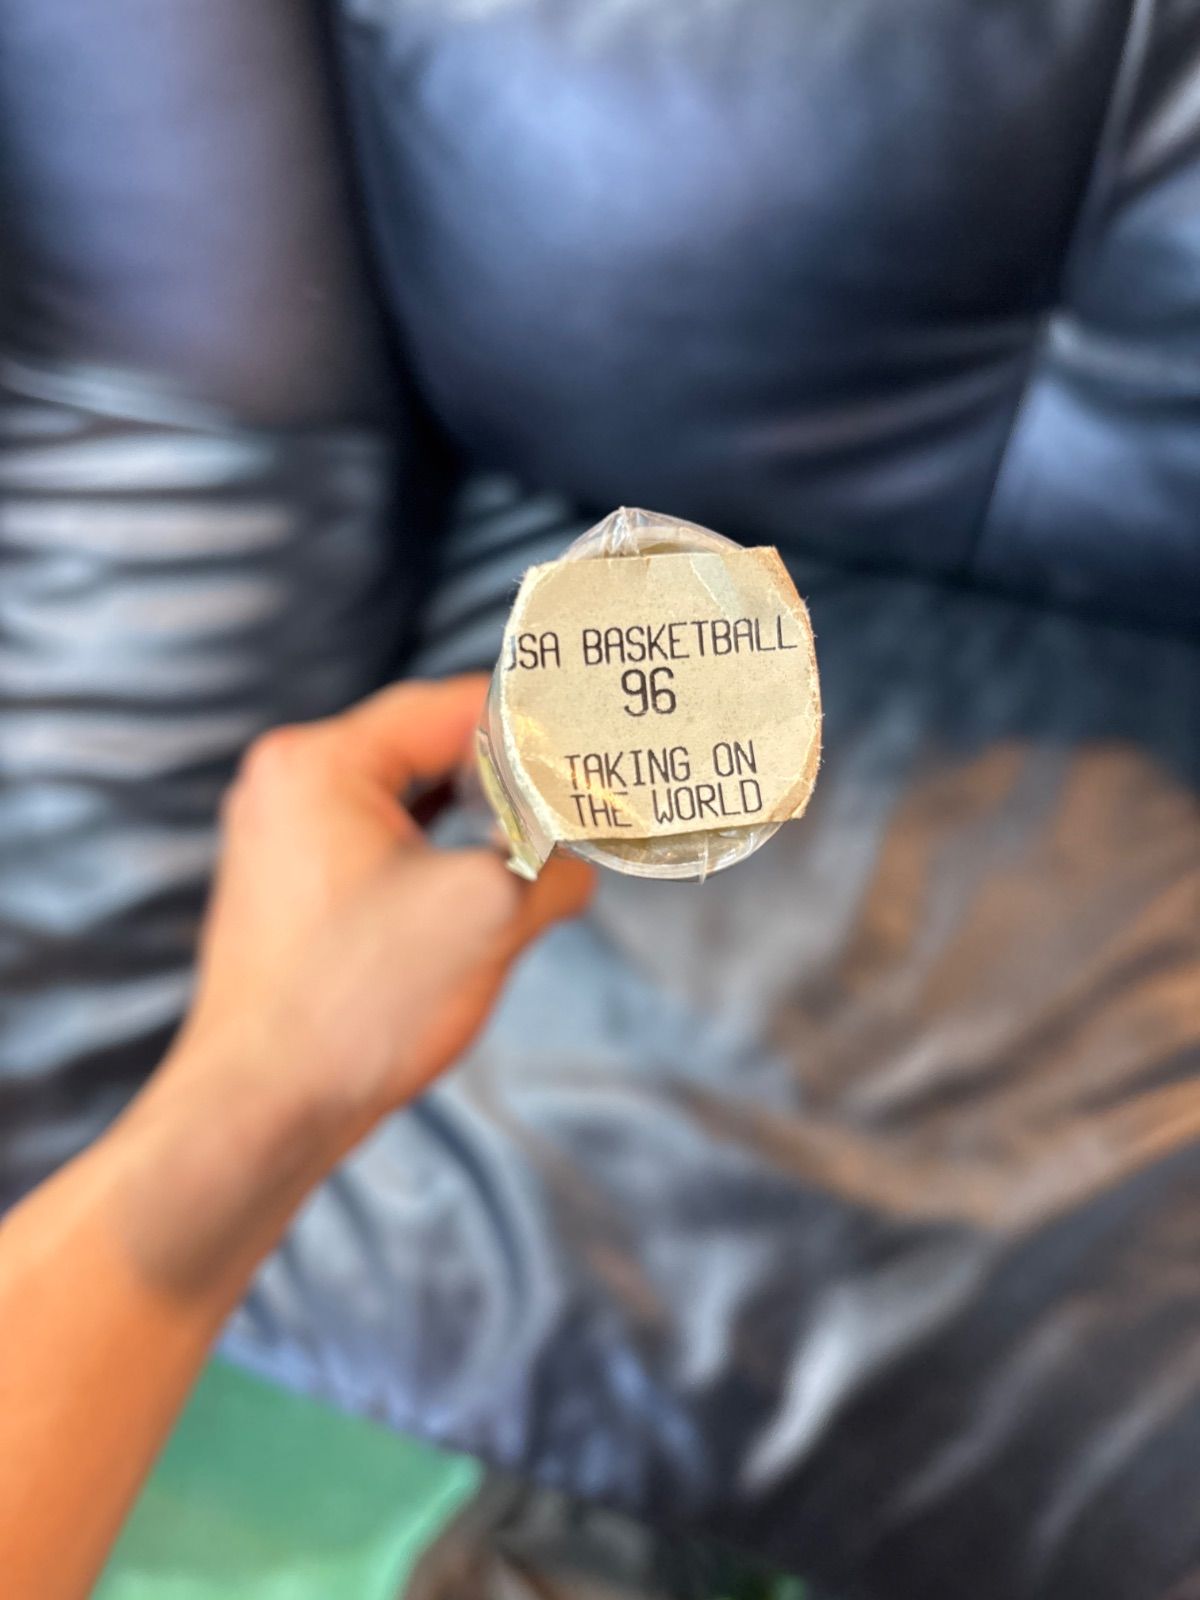 USA BASKETBALL
96
TAKING ON
THE WORLD